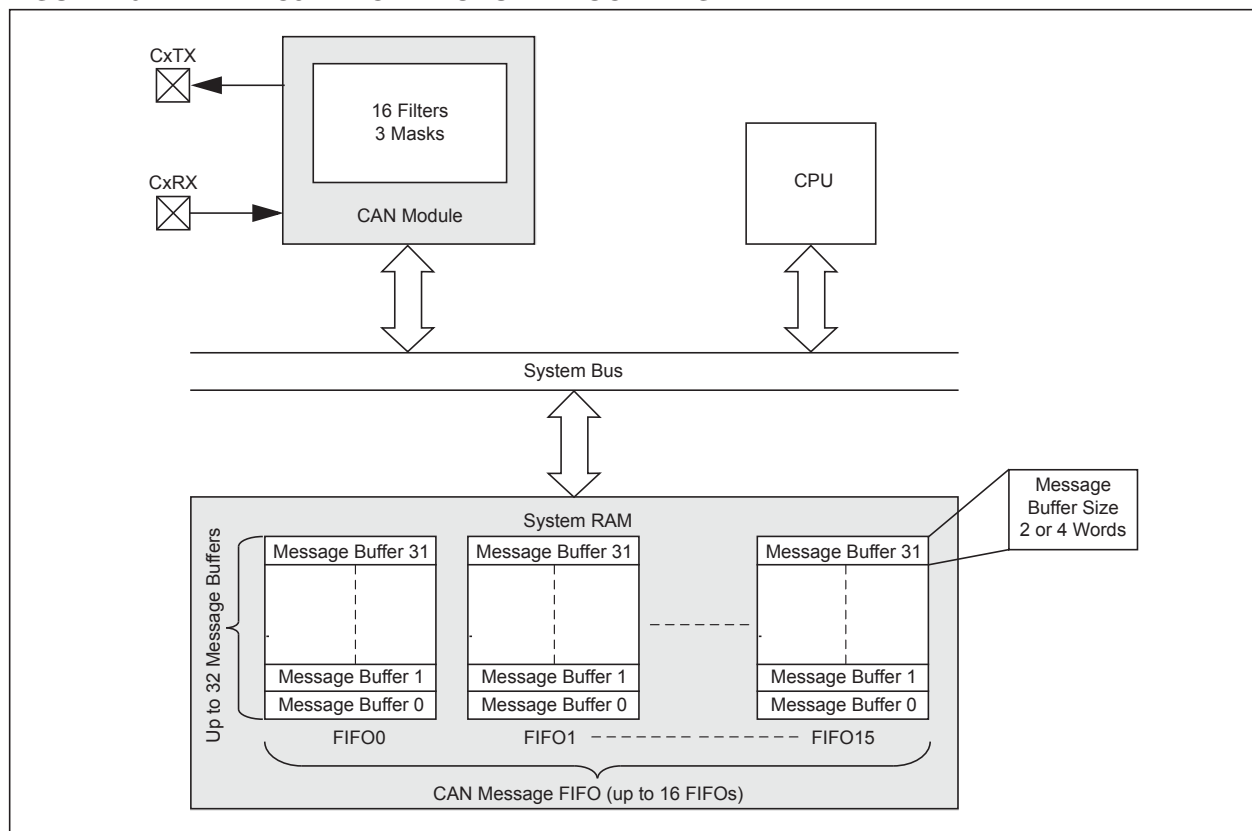 CxTX
16 Filters
3 Masks
CxRX
CAN Module
CPU
System Bus
Message
Buffer Size
2 or 4 Words
System RAM
Up to 32 Message Buffers
Message Buffer 31
Message Buffer 31
Message Buffer 31
Message Buffer 1
Message Buffer 1
Message Buffer 1
Message Buffer 0
Message Buffer 0
Message Buffer 0
FIFO0
FIFO1
FIFO15
CAN Message FIFO (up to 16 FIFOs)